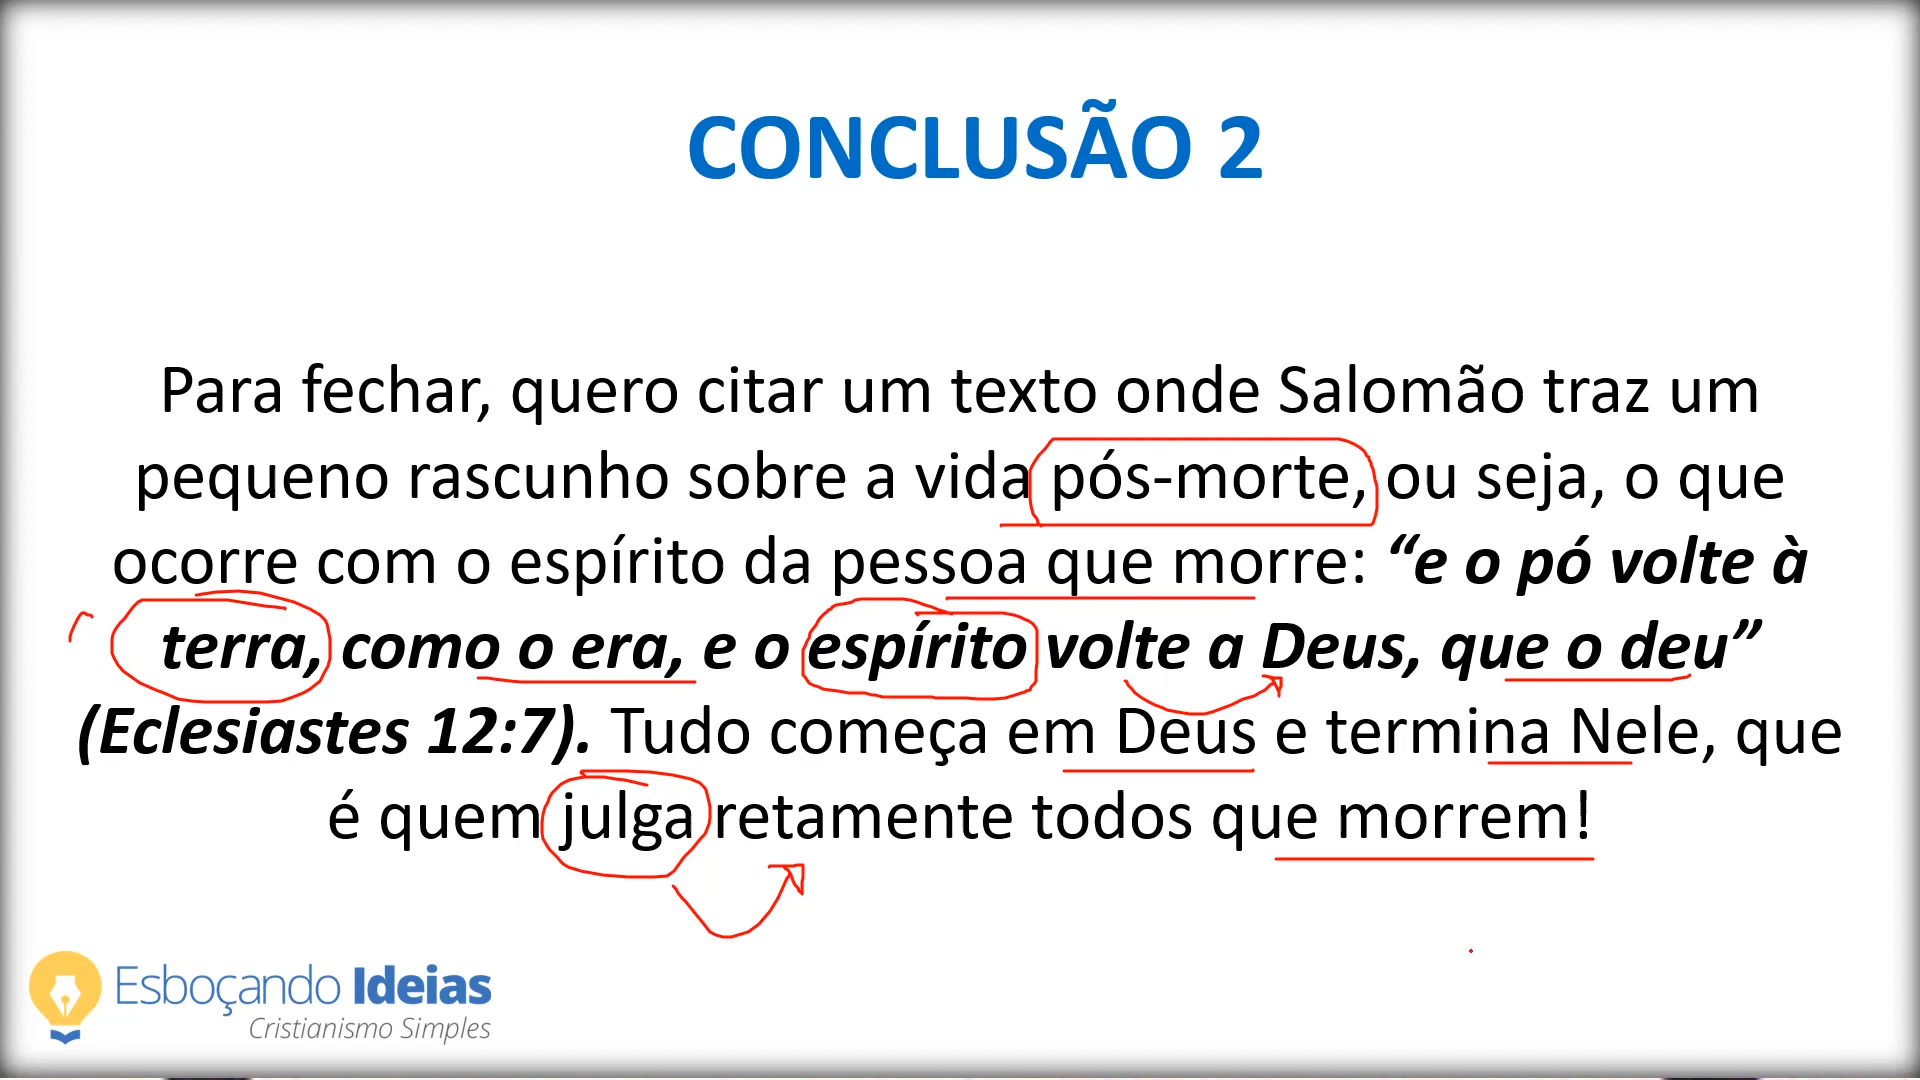 CONCLUSÃO 2
Para fechar, quero citar um texto onde Salomão traz um
pequeno rascunho sobre a vida pós-morte, ou seja, o que
ocorre com o espírito da pessoa que morre: “e o pó volte à
terra, como o era, e o espírito volte a Deus, que o deu”
(Eclesiastes 12:7). Tudo começa em Deus e termina Nele, que
é quem julga retamente todos que morrem!
Esboçando Ideias
Cristianismo Simples